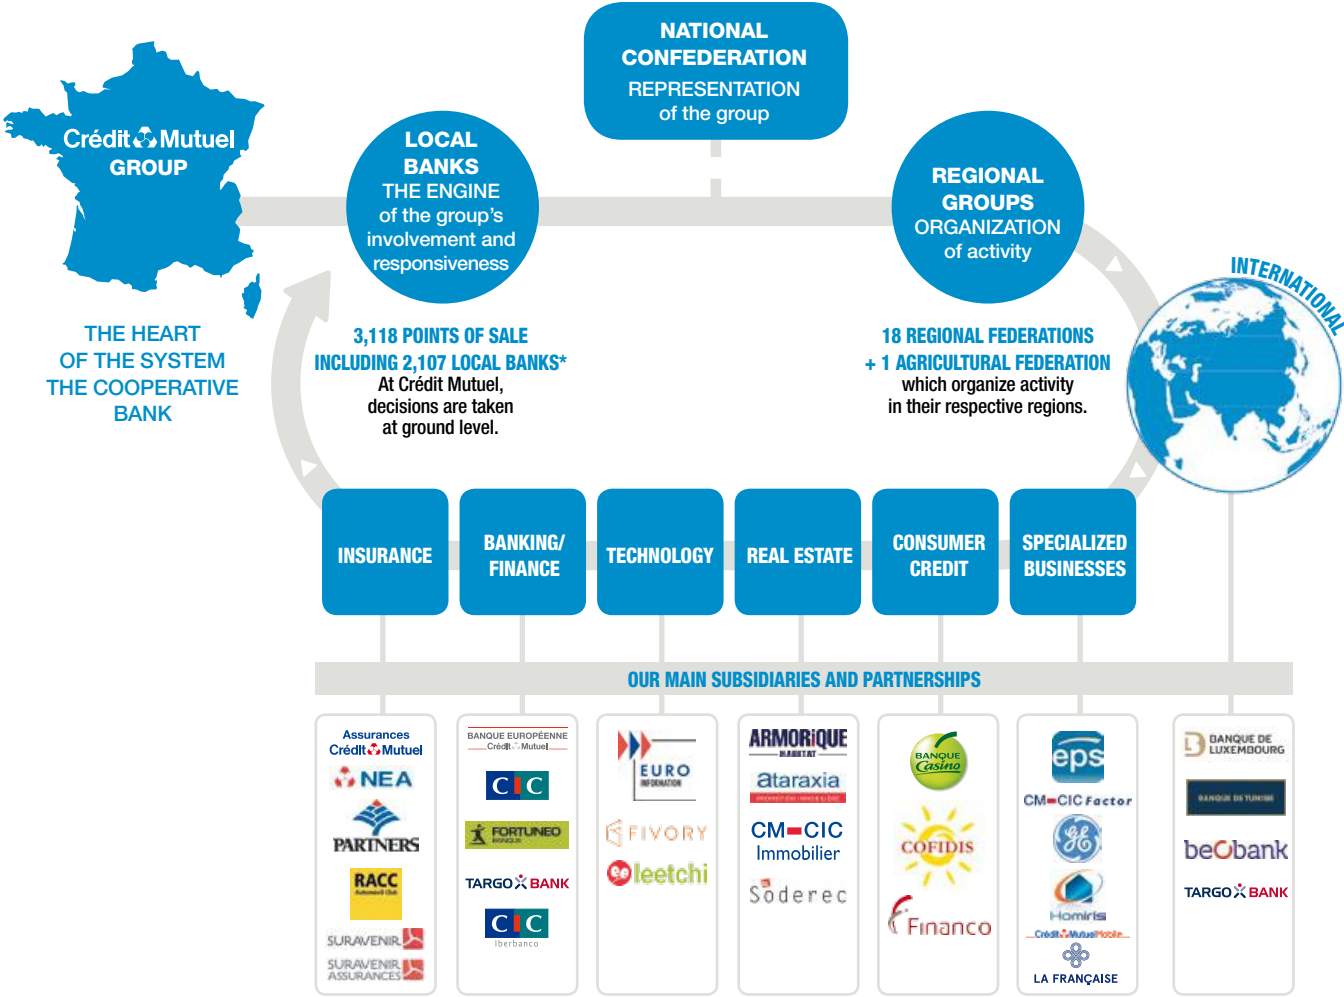 NATIONAL
CONFEDERATION
REPRESENTATION
of the group
Crédit Mutuel
GROUP
THE HEART
OF THE SYSTEM
THE COOPERATIVE
BANK
LOCAL
BANKS
THE ENGINE
of the group's
involvement and
responsiveness
3,118 POINTS OF SALE
INCLUDING 2,107 LOCAL BANKS*
At Crédit Mutuel,
decisions are taken
at ground level.
REGIONAL
GROUPS
ORGANIZATION
of activity
18 REGIONAL FEDERATIONS
+ 1 AGRICULTURAL FEDERATION
which organize activity
in their respective regions.
INTERNATIONAL
INSURANCE
BANKING/
FINANCE
TECHNOLOGY
REAL ESTATE
CONSUMER
CREDIT
SPECIALIZED
BUSINESSES
OUR MAIN SUBSIDIARIES AND PARTNERSHIPS
Assurances
Crédit Mutuel
NEA
PARTNERS
RACC
Automobil Club
SURAVENIR
SURAVENIR
ASSURANCES
BANQUE EUROPÉENNE
Crédit Mutuel
CIC
FORTUNEO
BANQUE
TARGO BANK
CIC
Iberbanco
EURO
INFORMATION
FIVORY
leetchi
ARMORiQUE
HABITAT
ataraxia
PROMOTION IMMOBILIERE
CM-CIC
Immobilier
Soderec
BANQUE
Casino
COFIDIS
Financo
eps
CM-CIC Factor
GE
Homiris
Crédit Mutuel Mobile
LA FRANÇAISE
BANQUE DE
LUXEMBOURG
BANQUE DE TUNISIE
beobank
TARGO BANK